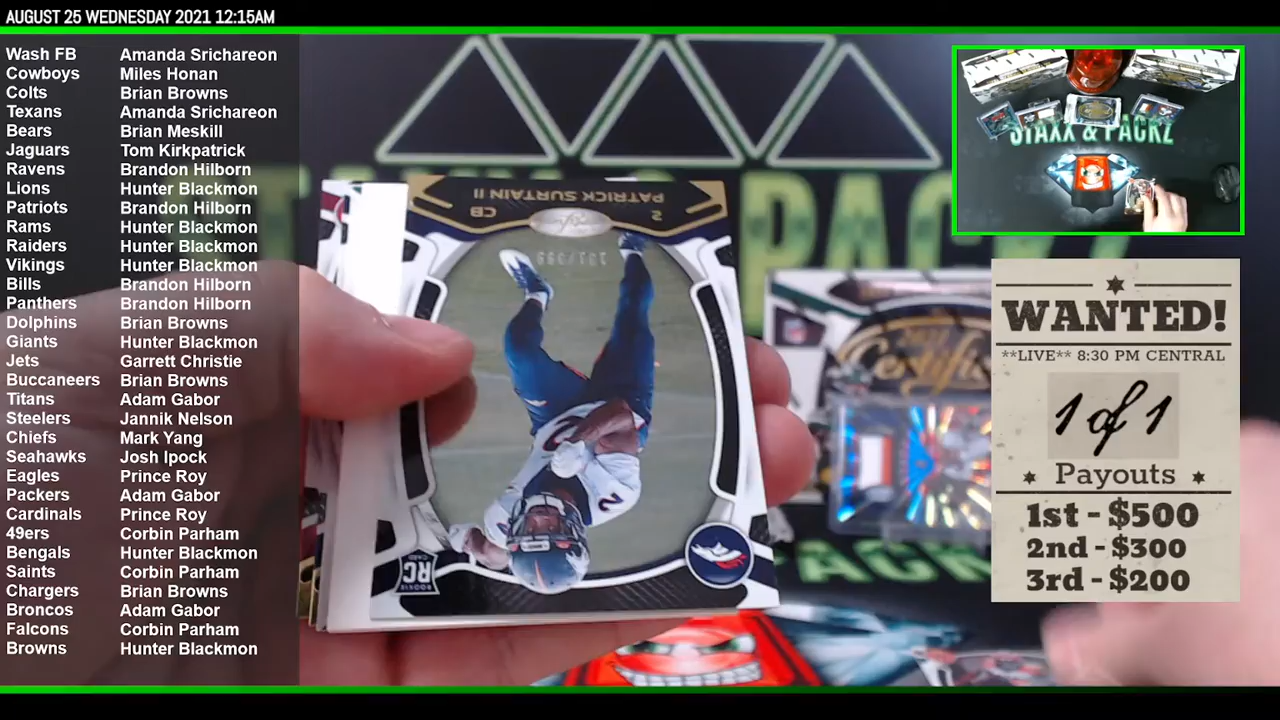 AUGUST 25 WEDNESDAY 2021 12:15AM
Wash FB Amanda Srichareon
Cowboys Miles Honan
Colts Brian Browns
Texans Amanda Srichareon
Bears Brian Meskill
Jaguars Tom Kirkpatrick
Ravens Brandon Hilborn
Lions Hunter Blackmon
Patriots Brandon Hilborn
Rams Hunter Blackmon
Raiders Hunter Blackmon
Vikings Hunter Blackmon
Bills Brandon Hilborn
Panthers Brandon Hilborn
Dolphins Brian Browns
Giants Hunter Blackmon
Jets Garrett Christie
Buccaneers Brian Browns
Titans Adam Gabor
Steelers Jannik Nelson
Chiefs Mark Yang
Seahawks Josh Ipock
Eagles Prince Roy
Packers Adam Gabor
Cardinals Prince Roy
49ers Corbin Parham
Bengals Hunter Blackmon
Saints Corbin Parham
Chargers Brian Browns
Broncos Adam Gabor
Falcons Corbin Parham
Browns Hunter Blackmon
2
PATRICK SURTAIN II
CB
2
ROOKIE
RC
CARD
Certified
STAXX & PACKZ
WANTED!
**LIVE** 8:30 PM CENTRAL
1 of 1
Payouts
1st - $500
2nd - $300
3rd - $200